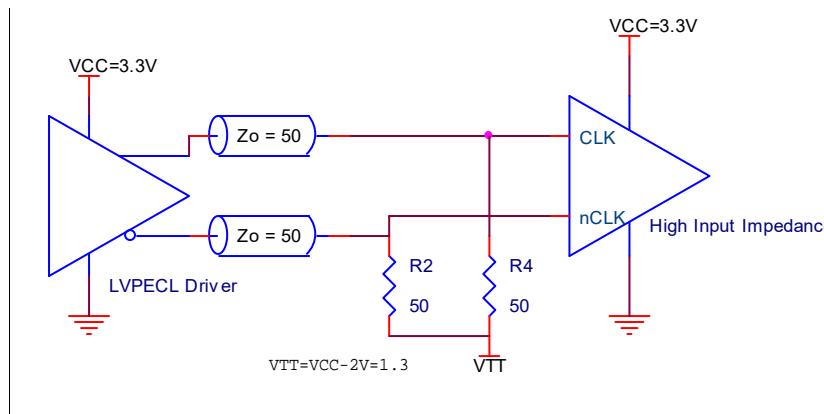 VCC=3.3V
VCC=3.3V
Zo = 50
CLK
Zo = 50
nCLK
High Input Impedanc
R2
R4
LVPECL Driver
50
50
VTT=VCC-2V=1.3
VTT